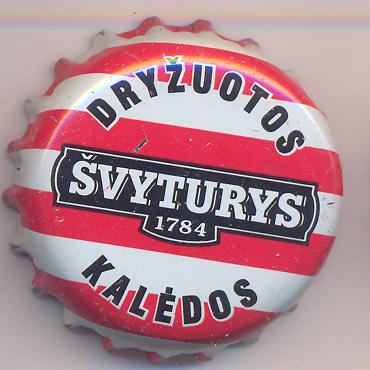 DRYŽUOTOS
ŠVYTURYS
1784
KALĖDOS